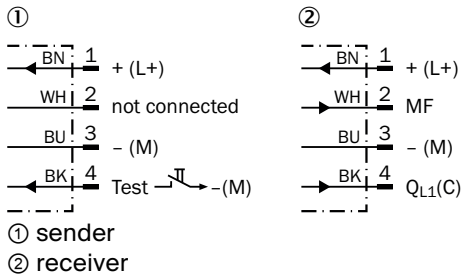 ① ②
BN 1 + (L+) BN 1 + (L+)
WH 2 not connected WH 2 MF
BU 3 – (M) BU 3 – (M)
BK 4 Test –(M) BK 4 QL1(C)
① sender
② receiver